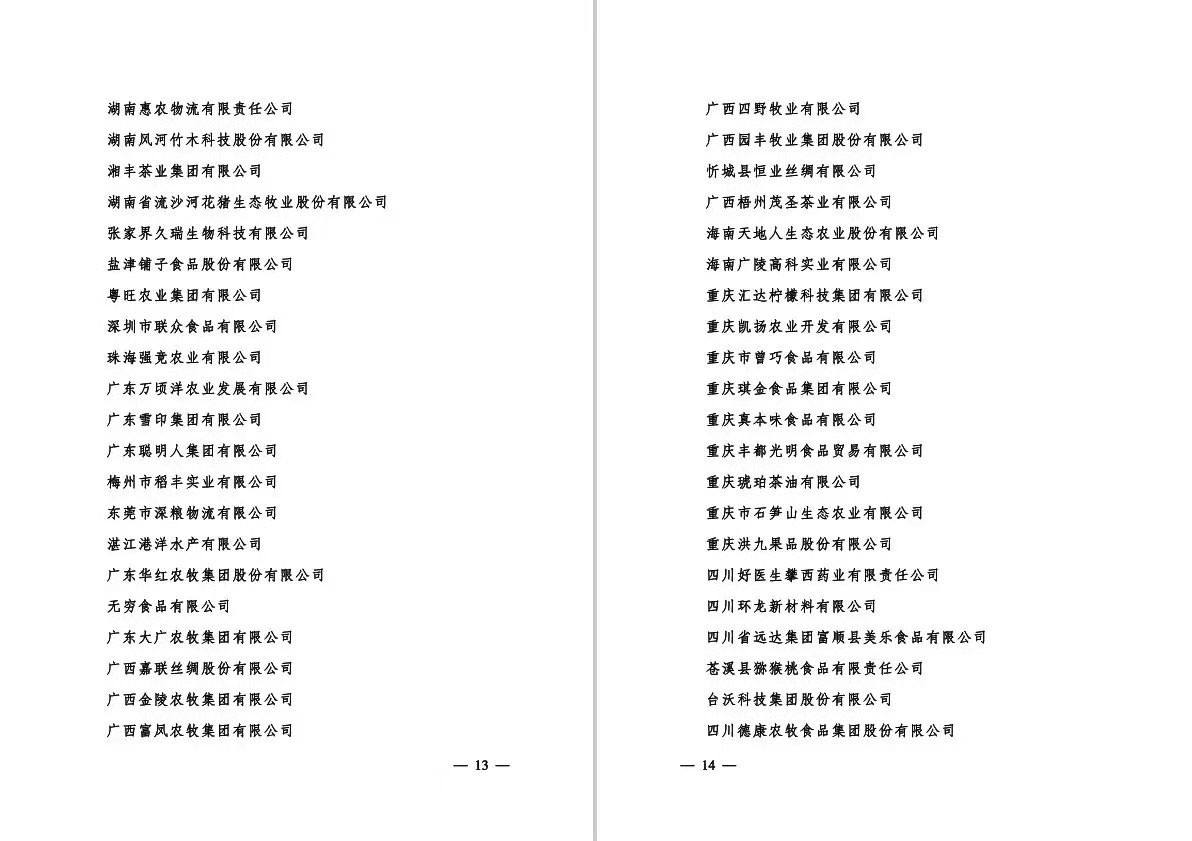 湖南惠农物流有限责任公司
湖南风河竹木科技股份有限公司
湘丰茶业集团有限公司
湖南省流沙河花猪生态牧业股份有限公司
张家界久瑞生物科技有限公司
盐津铺子食品股份有限公司
粤旺农业集团有限公司
深圳市联众食品有限公司
珠海强竞农业有限公司
广东万顷洋农业发展有限公司
广东雪印集团有限公司
广东聪明人集团有限公司
梅州市稻丰实业有限公司
东莞市深粮物流有限公司
湛江港洋水产有限公司
广东华红农牧集团股份有限公司
无穷食品有限公司
广东大广农牧集团有限公司
广西嘉联丝绸股份有限公司
广西金陵农牧集团有限公司
广西富凤农牧集团有限公司
— 13 —
广西四野牧业有限公司
广西园丰牧业集团股份有限公司
忻城县恒业丝绸有限公司
广西梧州茂圣茶业有限公司
海南天地人生态农业股份有限公司
海南广陵高科实业有限公司
重庆汇达柠檬科技集团有限公司
重庆凯扬农业开发有限公司
重庆市曾巧食品有限公司
重庆琪金食品集团有限公司
重庆真本味食品有限公司
重庆丰都光明食品贸易有限公司
重庆琥珀茶油有限公司
重庆市石笋山生态农业有限公司
重庆洪九果品股份有限公司
四川好医生攀西药业有限责任公司
四川环龙新材料有限公司
四川省远达集团富顺县美乐食品有限公司
苍溪县猕猴桃食品有限责任公司
台沃科技集团股份有限公司
四川德康农牧食品集团股份有限公司
— 14 —